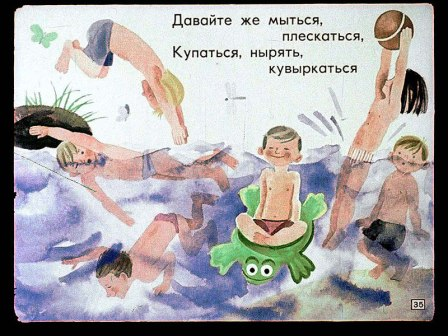 Давайте же мыться,
плескаться,
Купаться, нырять,
кувыркаться
35